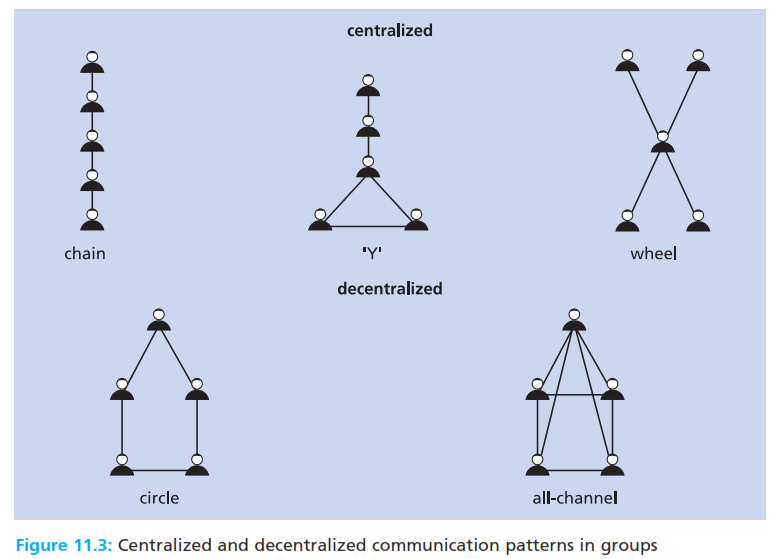 centralized
chain
'Y'
wheel
decentralized
circle
all-channel
Figure 11.3: Centralized and decentralized communication patterns in groups